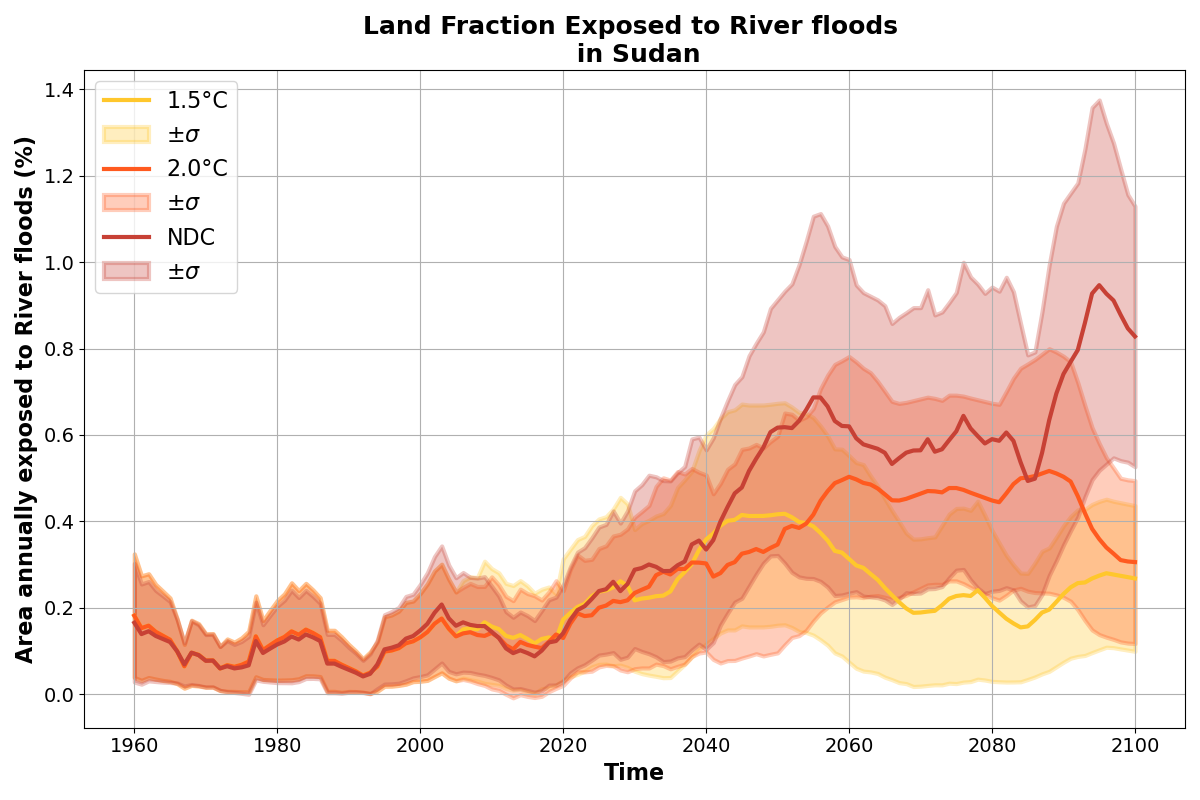 Land Fraction Exposed to River floods
in Sudan
Area annually exposed to River floods (%)
1.4
1.2
1.0
0.8
0.6
0.4
0.2
0.0
1.5°C
±σ
2.0°C
±σ
NDC
±σ
1960 1980 2000 2020 2040 2060 2080 2100
Time